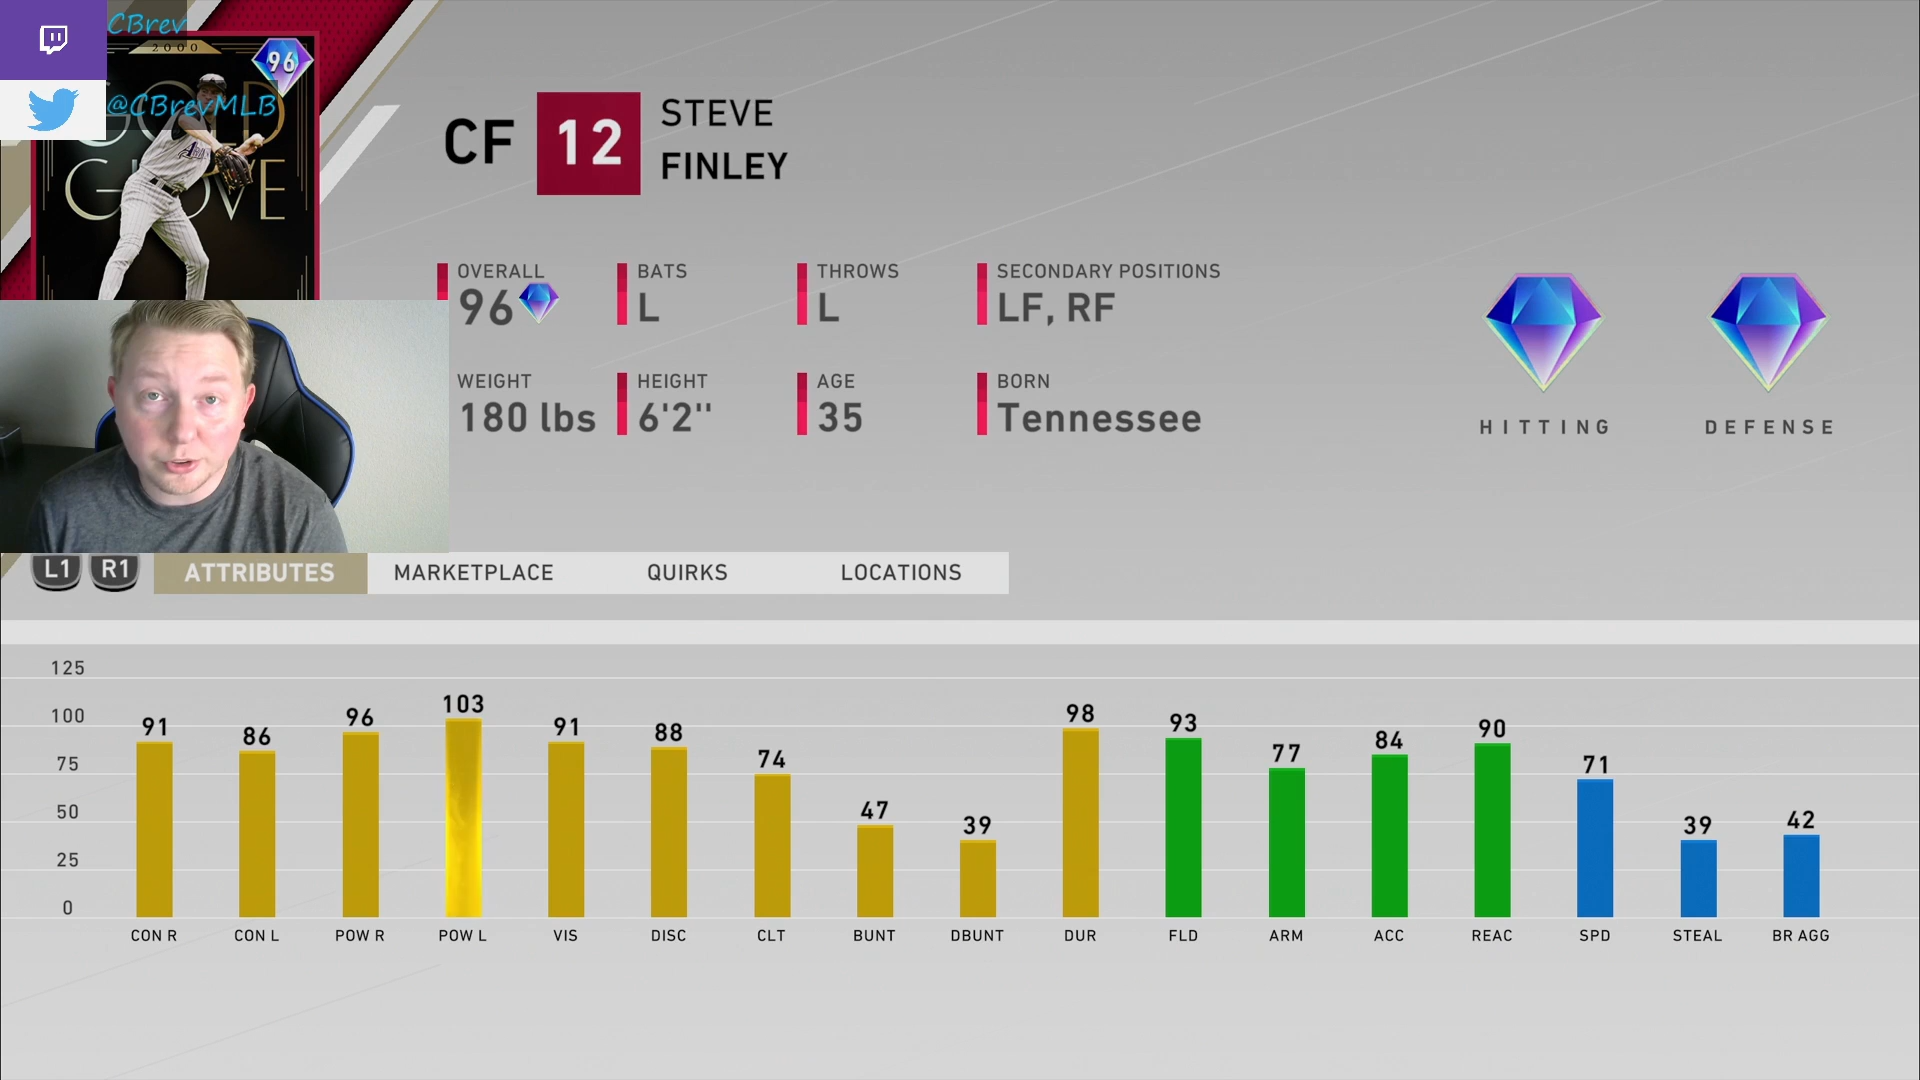 CBrev
2000
96
@CBrevMLB
GOLD
GLOVE
CF 12 STEVE
FINLEY
OVERALL BATS THROWS SECONDARY POSITIONS
96 L L LF, RF
WEIGHT HEIGHT AGE BORN
180 lbs 6'2'' 35 Tennessee
HITTING DEFENSE
L1 R1 ATTRIBUTES MARKETPLACE QUIRKS LOCATIONS
125
100
75
50
25
0
91 86 96 103 91 88 74 47 39 98 93 77 84 90 71 39 42
CON R CON L POW R POW L VIS DISC CLT BUNT DBUNT DUR FLD ARM ACC REAC SPD STEAL BR AGG